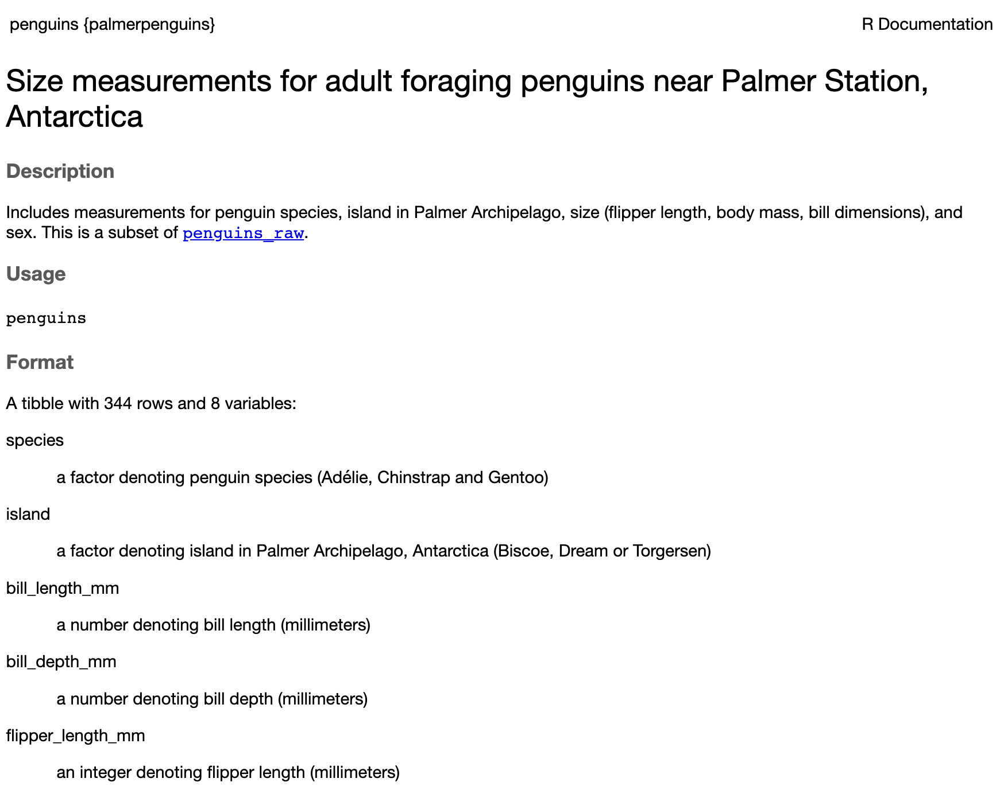 penguins {palmerpenguins}
R Documentation
Size measurements for adult foraging penguins near Palmer Station,
Antarctica
Description
Includes measurements for penguin species, island in Palmer Archipelago, size (flipper length, body mass, bill dimensions), and
sex. This is a subset of penguins_raw.
Usage
penguins
Format
A tibble with 344 rows and 8 variables:
species
a factor denoting penguin species (Adélie, Chinstrap and Gentoo)
island
a factor denoting island in Palmer Archipelago, Antarctica (Biscoe, Dream or Torgersen)
bill_length_mm
a number denoting bill length (millimeters)
bill_depth_mm
a number denoting bill depth (millimeters)
flipper_length_mm
an integer denoting flipper length (millimeters)